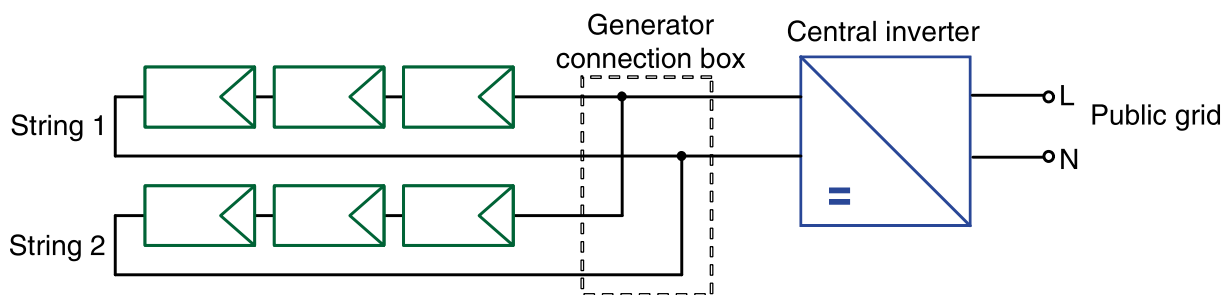 Generator
connection box
Central inverter
String 1
L
Public grid
N
String 2